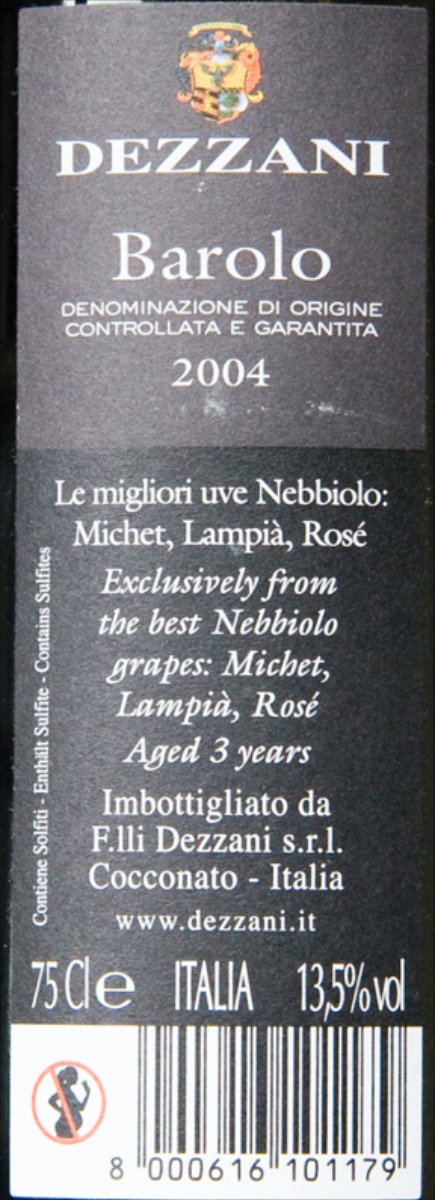 DEZZANI
Barolo
DENOMINAZIONE DI ORIGINE
CONTROLLATA E GARANTITA
2004
Le migliori uve Nebbiolo:
Michet, Lampià, Rosé
Exclusively from
the best Nebbiolo
grapes: Michet,
Lampià, Rosé
Aged 3 years
Imbottigliato da
F.lli Dezzani s.r.l.
Cocconato - Italia
www.dezzani.it
Contiene Solfiti - Enthält Sulfite - Contains Sulfites
75 Cl e ITALIA 13,5% vol
8 000616 101179